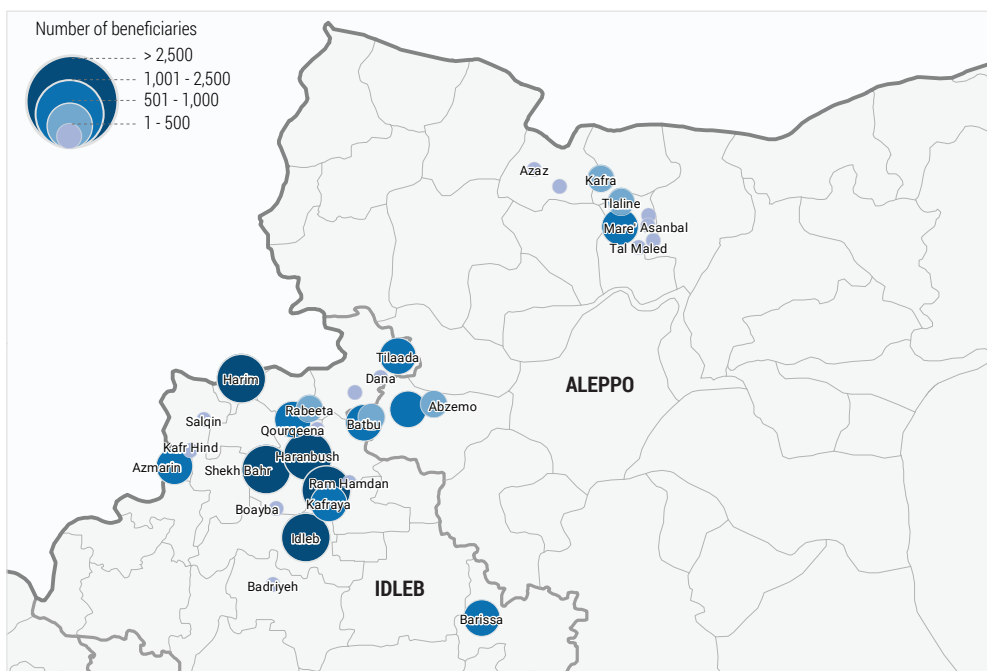 Number of beneficiaries
> 2,500
1,001 - 2,500
501 - 1,000
1 - 500
Azaz
Kafra
Tlaline
Mare'
Asanbal
Tal Maled
Tilaada
Harim
Dana
ALEPPO
Rabeeta
Abzemo
Salqin
Qourqeena
Batbu
Kafr Hind
Haranbush
Azmarin
Shekh Bahr
Ram Hamdan
Kafraya
Boayba
Idleb
Badriyeh
IDLEB
Barissa